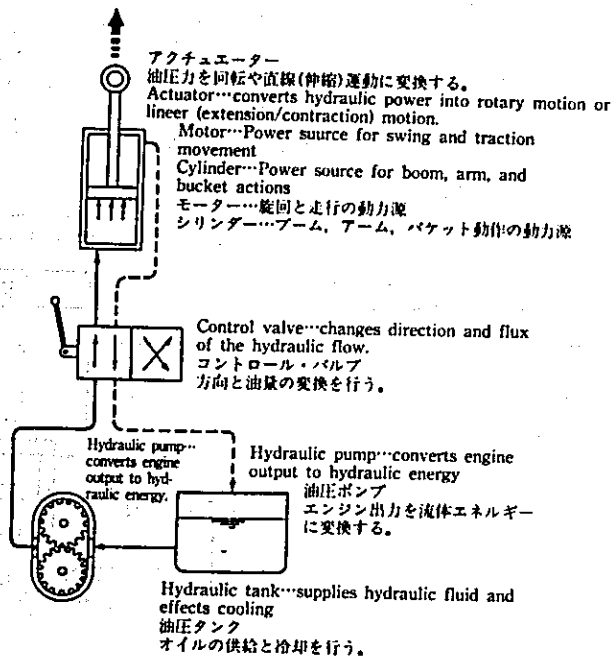 アクチュエーター
油圧力を回転や直線(伸縮)運動に変換する。
Actuator…converts hydraulic power into rotary motion or
lineer (extension/contraction) motion.
Motor…Power suurce for swing and traction
movement
Cylinder…Power source for boom, arm, and
bucket actions
モーター…旋回と走行の動力源
シリンダー…ブーム，アーム，バケット動作の動力源
Control valve…changes direction and flux
of the hydraulic flow.
コントロール・バルブ
方向と油量の変換を行う。
Hydraulic pump…
converts engine
output to hyd-
raulic energy.
Hydraulic pump…converts engine
output to hydraulic energy
油圧ポンプ
エンジン出力を流体エネルギー
に変換する。
Hydraulic tank…supplies hydraulic fluid and
effects cooling
油圧タンク
オイルの供給と冷却を行う。